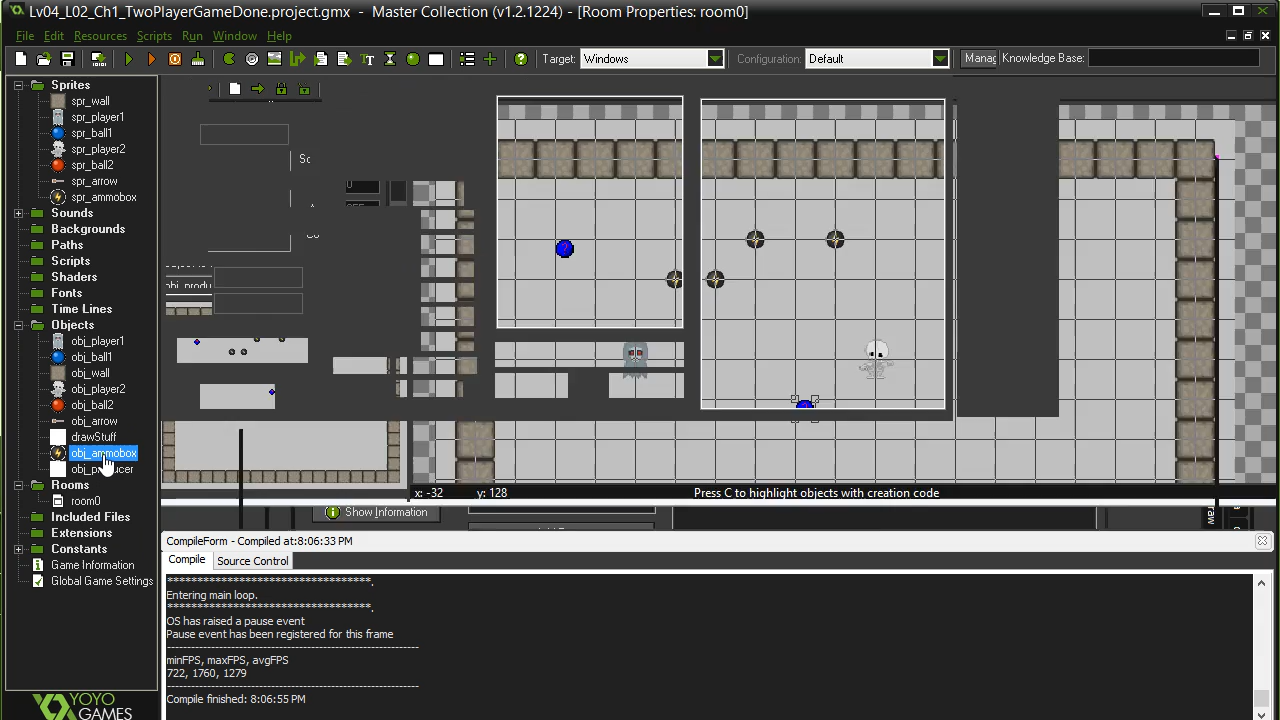 Lv04_L02_Ch1_TwoPlayerGameDone.project.gmx - Master Collection (v1.2.1224) - [Room Properties: room0]
File Edit Resources Scripts Run Window Help
Target: Windows Configuration: Default Manag Knowledge Base:
Sprites
spr_wall
spr_player1
spr_ball1
spr_player2
spr_ball2
spr_arrow
spr_ammobox
Sounds
Backgrounds
Paths
Scripts
Shaders
Fonts
Time Lines
Objects
obj_player1
obj_ball1
obj_wall
obj_player2
obj_ball2
obj_arrow
drawStuff
obj_ammobox
obj_producer
Rooms
room0
Included Files
Extensions
Constants
Game Information
Global Game Settings
YOYO
GAMES
x: -32 y: 128 Press C to highlight objects with creation code
Show Information
CompileForm - Compiled at:8:06:33 PM
Compile Source Control
**********************************.
Entering main loop.
**********************************.
OS has raised a pause event
Pause event has been registered for this frame
minFPS, maxFPS, avgFPS
722, 1760, 1279
Compile finished: 8:06:55 PM